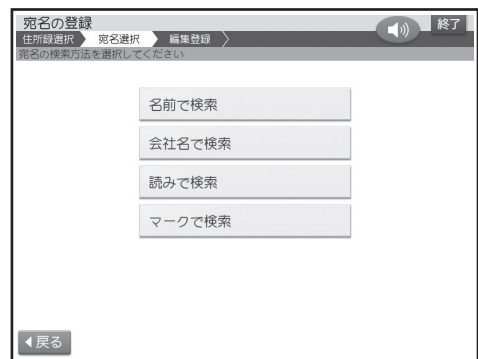 宛名の登録
終了
住所録選択 宛名選択 編集登録
宛名の検索方法を選択してください
名前で検索
会社名で検索
読みで検索
マークで検索
戻る